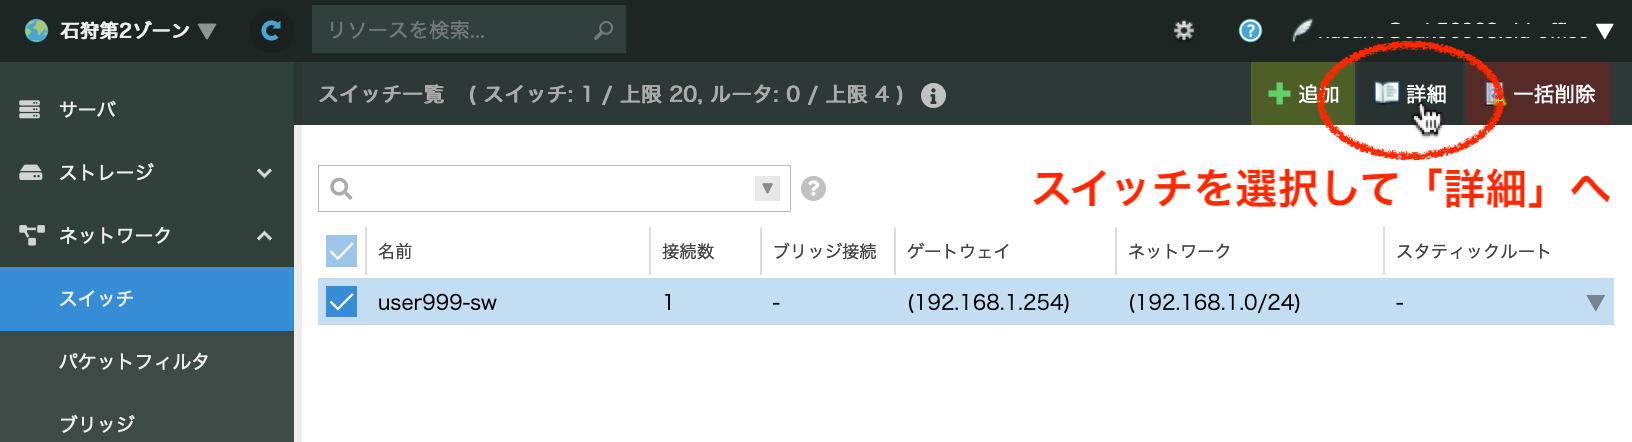 石狩第2ゾーン
リソースを検索...
サーバ
ストレージ
ネットワーク
スイッチ
パケットフィルタ
ブリッジ
スイッチ一覧 ( スイッチ: 1 / 上限 20, ルータ: 0 / 上限 4 )
追加
詳細
一括削除
スイッチを選択して「詳細」へ
名前 接続数 ブリッジ接続 ゲートウェイ ネットワーク スタティックルート
user999-sw 1 - (192.168.1.254) (192.168.1.0/24) -